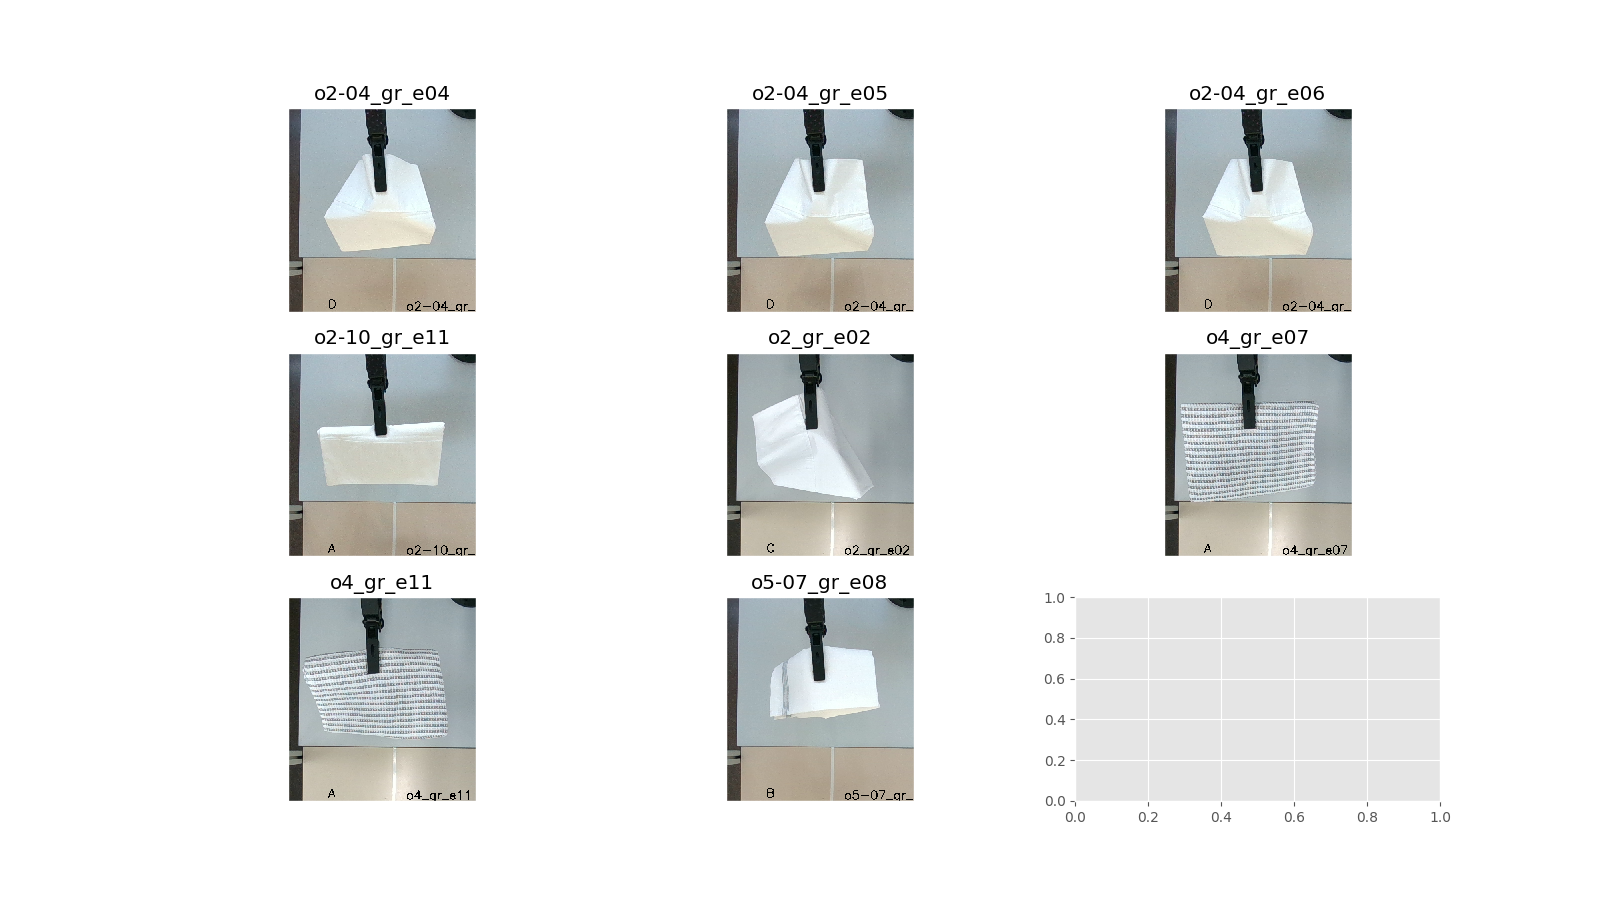 o2-04_gr_e04 o2-04_gr_e05 o2-04_gr_e06
D o2-04_gr_ D o2-04_gr_ D o2-04_gr_
o2-10_gr_e11 o2_gr_e02 o4_gr_e07
A o2-10_gr_ C o2_gr_e02 A o4_gr_e07
o4_gr_e11 o5-07_gr_e08
1.0
0.8
0.6
0.4
0.2
0.0
A o4_gr_e11 B o5-07_gr_
0.0 0.2 0.4 0.6 0.8 1.0